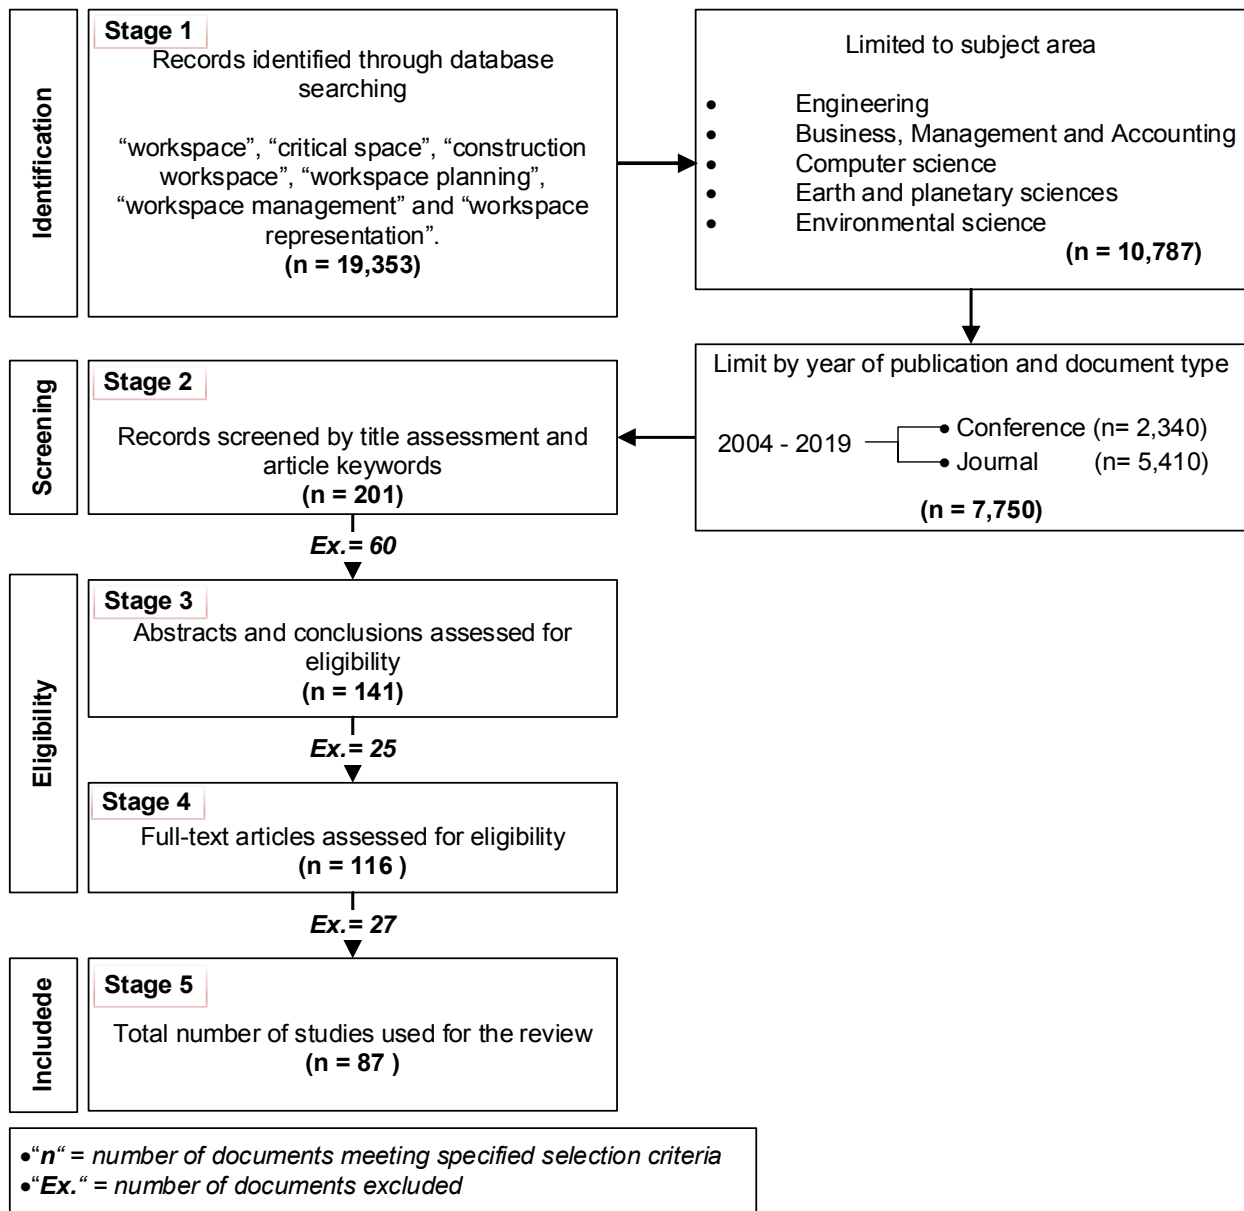 Identification
Stage 1
Records identified through database
searching
“workspace”, “critical space”, “construction
workspace”, “workspace planning”,
“workspace management” and “workspace
representation”.
(n = 19,353)
Limited to subject area
• Engineering
• Business, Management and Accounting
• Computer science
• Earth and planetary sciences
• Environmental science
(n = 10,787)
Limit by year of publication and document type
2004 - 2019
• Conference (n= 2,340)
• Journal (n= 5,410)
(n = 7,750)
Screening
Stage 2
Records screened by title assessment and
article keywords
(n = 201)
Ex.= 60
Eligibility
Stage 3
Abstracts and conclusions assessed for
eligibility
(n = 141)
Ex.= 25
Stage 4
Full-text articles assessed for eligibility
(n = 116 )
Ex.= 27
Includede
Stage 5
Total number of studies used for the review
(n = 87 )
•“n“ = number of documents meeting specified selection criteria
•“Ex.“ = number of documents excluded